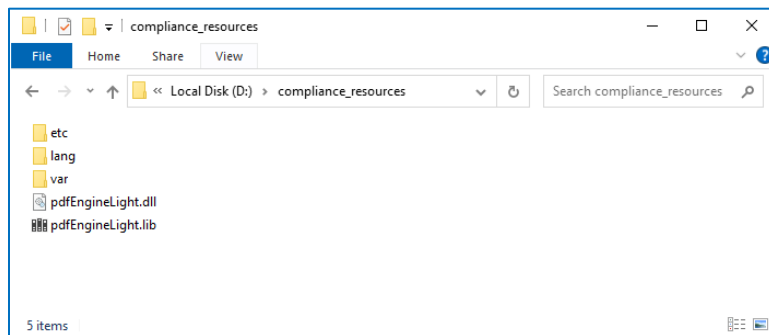 compliance_resources
File Home Share View
« Local Disk (D:) > compliance_resources Search compliance_resources
etc
lang
var
pdfEngineLight.dll
pdfEngineLight.lib
5 items